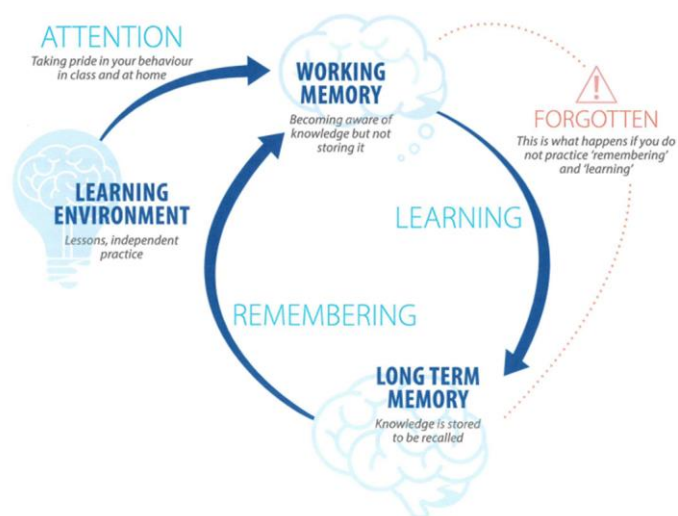 ATTENTION
Taking pride in your behaviour
in class and at home
WORKING
MEMORY
Becoming aware of
knowledge but not
storing it
FORGOTTEN
This is what happens if you do
not practice ‘remembering’
and ‘learning’
LEARNING
ENVIRONMENT
Lessons, independent
practice
LEARNING
REMEMBERING
LONG TERM
MEMORY
Knowledge is stored
to be recalled